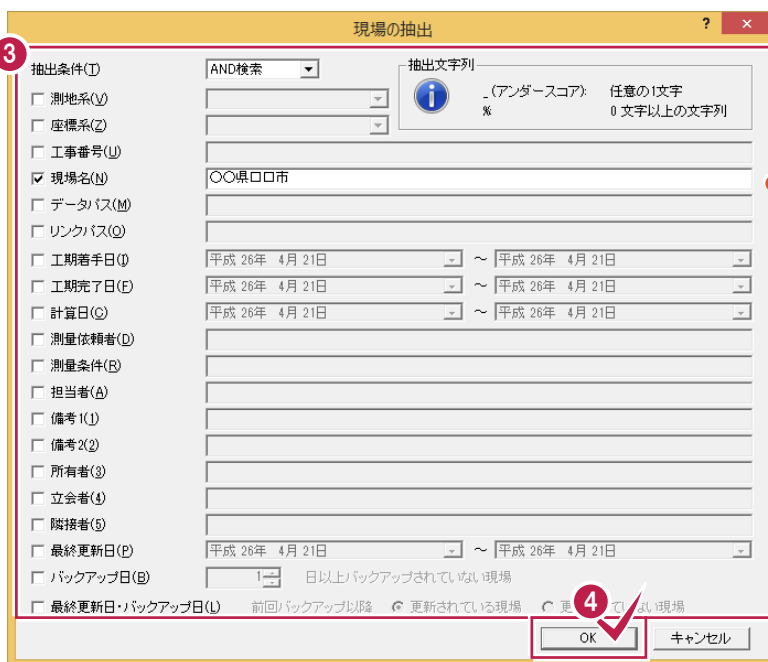 現場の抽出 ?
3
抽出条件(T) AND検索 抽出文字列
_ (アンダースコア): 任意の1文字
% 0 文字以上の文字列
測地系(V)
座標系(Z)
工事番号(U)
現場名(N) 〇〇県口口市
データパス(M)
リンクパス(O)
工期着手日(I) 平成 26年 4月 21日 ~ 平成 26年 4月 21日
工期完了日(F) 平成 26年 4月 21日 ~ 平成 26年 4月 21日
計算日(C) 平成 26年 4月 21日 ~ 平成 26年 4月 21日
測量依頼者(D)
測量条件(R)
担当者(A)
備考1(1)
備考2(2)
所有者(3)
立会者(4)
隣接者(5)
最終更新日(P) 平成 26年 4月 21日 ~ 平成 26年 4月 21日
バックアップ日(B) 1 日以上バックアップされていない現場
最終更新日・バックアップ日(L) 前回バックアップ以降 更新されている現場 更 ていない現場
4
OK キャンセル